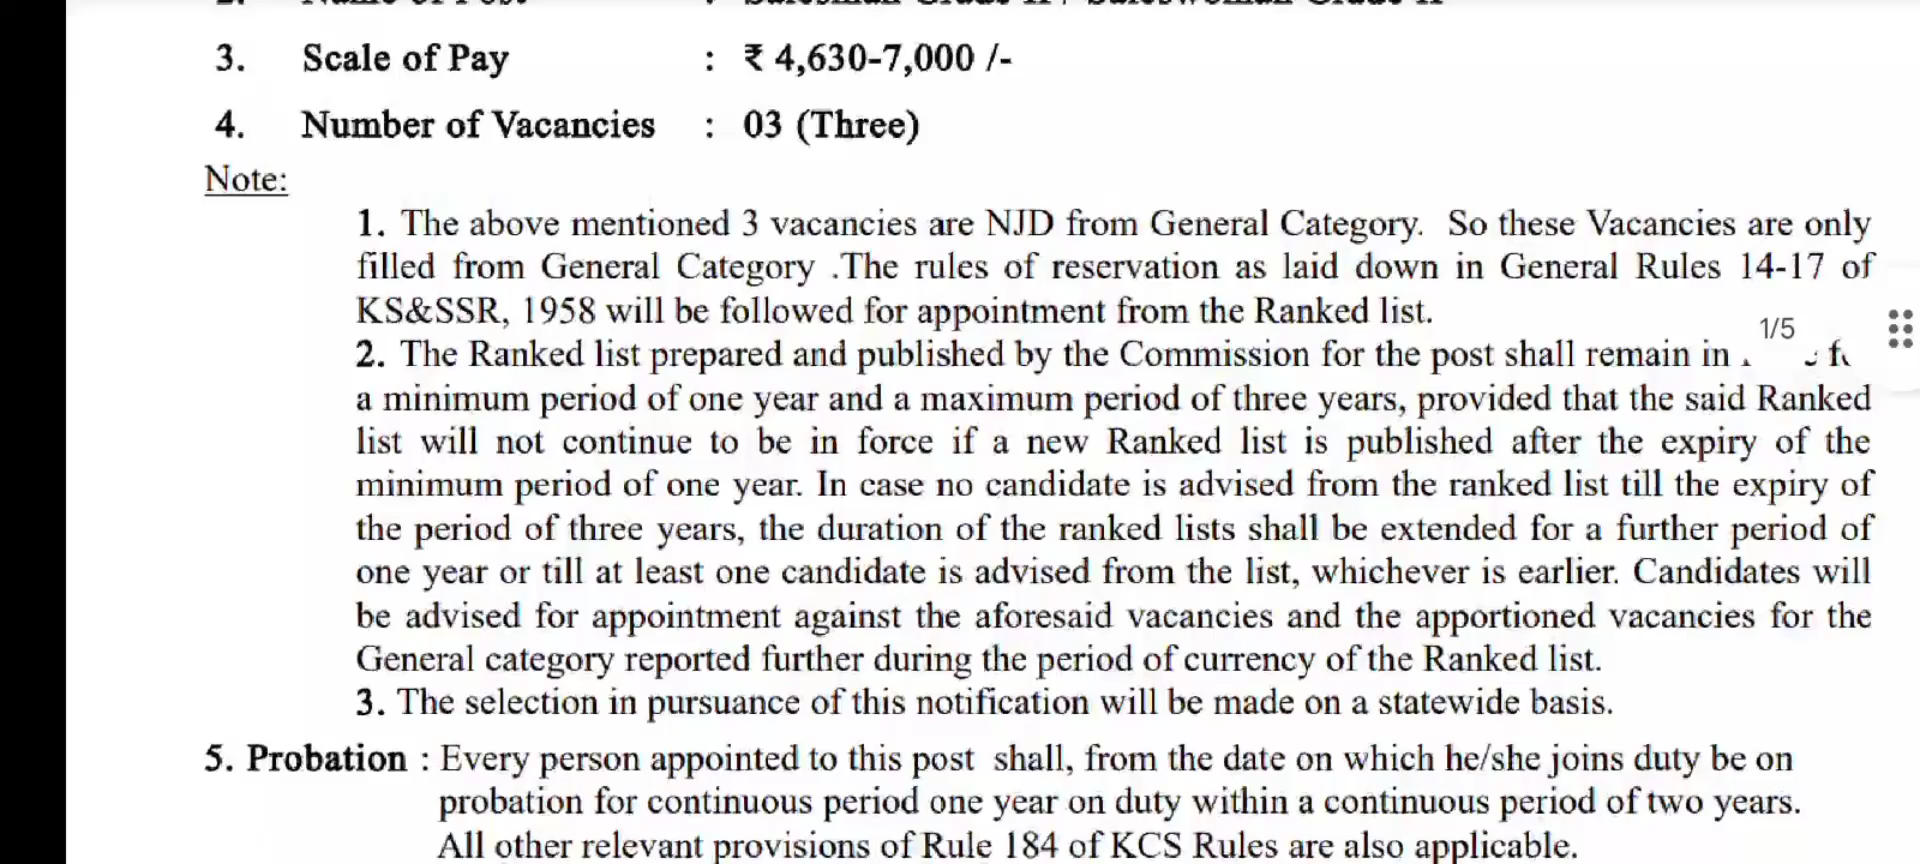 3. Scale of Pay : ₹ 4,630-7,000 /-
4. Number of Vacancies : 03 (Three)
Note:
1. The above mentioned 3 vacancies are NJD from General Category. So these Vacancies are only
filled from General Category .The rules of reservation as laid down in General Rules 14-17 of
KS&SSR, 1958 will be followed for appointment from the Ranked list.
1/5
2. The Ranked list prepared and published by the Commission for the post shall remain in
a minimum period of one year and a maximum period of three years, provided that the said Ranked
list will not continue to be in force if a new Ranked list is published after the expiry of the
minimum period of one year. In case no candidate is advised from the ranked list till the expiry of
the period of three years, the duration of the ranked lists shall be extended for a further period of
one year or till at least one candidate is advised from the list, whichever is earlier. Candidates will
be advised for appointment against the aforesaid vacancies and the apportioned vacancies for the
General category reported further during the period of currency of the Ranked list.
3. The selection in pursuance of this notification will be made on a statewide basis.
5. Probation : Every person appointed to this post shall, from the date on which he/she joins duty be on
probation for continuous period one year on duty within a continuous period of two years.
All other relevant provisions of Rule 184 of KCS Rules are also applicable.